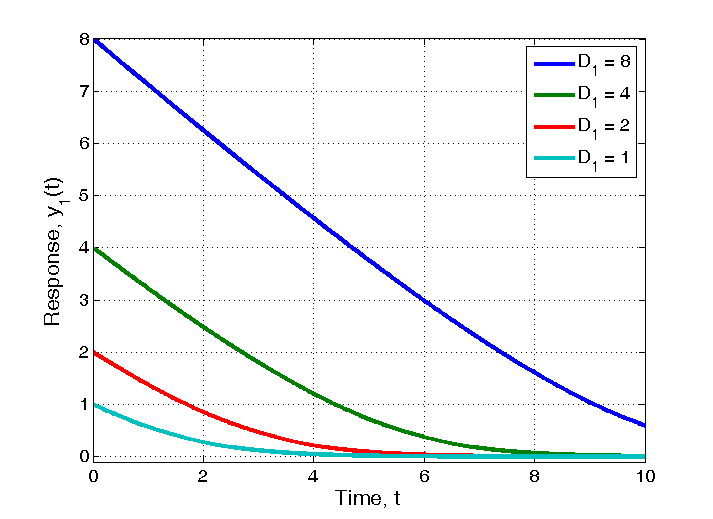 8
7
6
5
4
3
2
1
0
0 2 4 6 8 10
Response, y₁(t)
Time, t
D₁ = 8
D₁ = 4
D₁ = 2
D₁ = 1